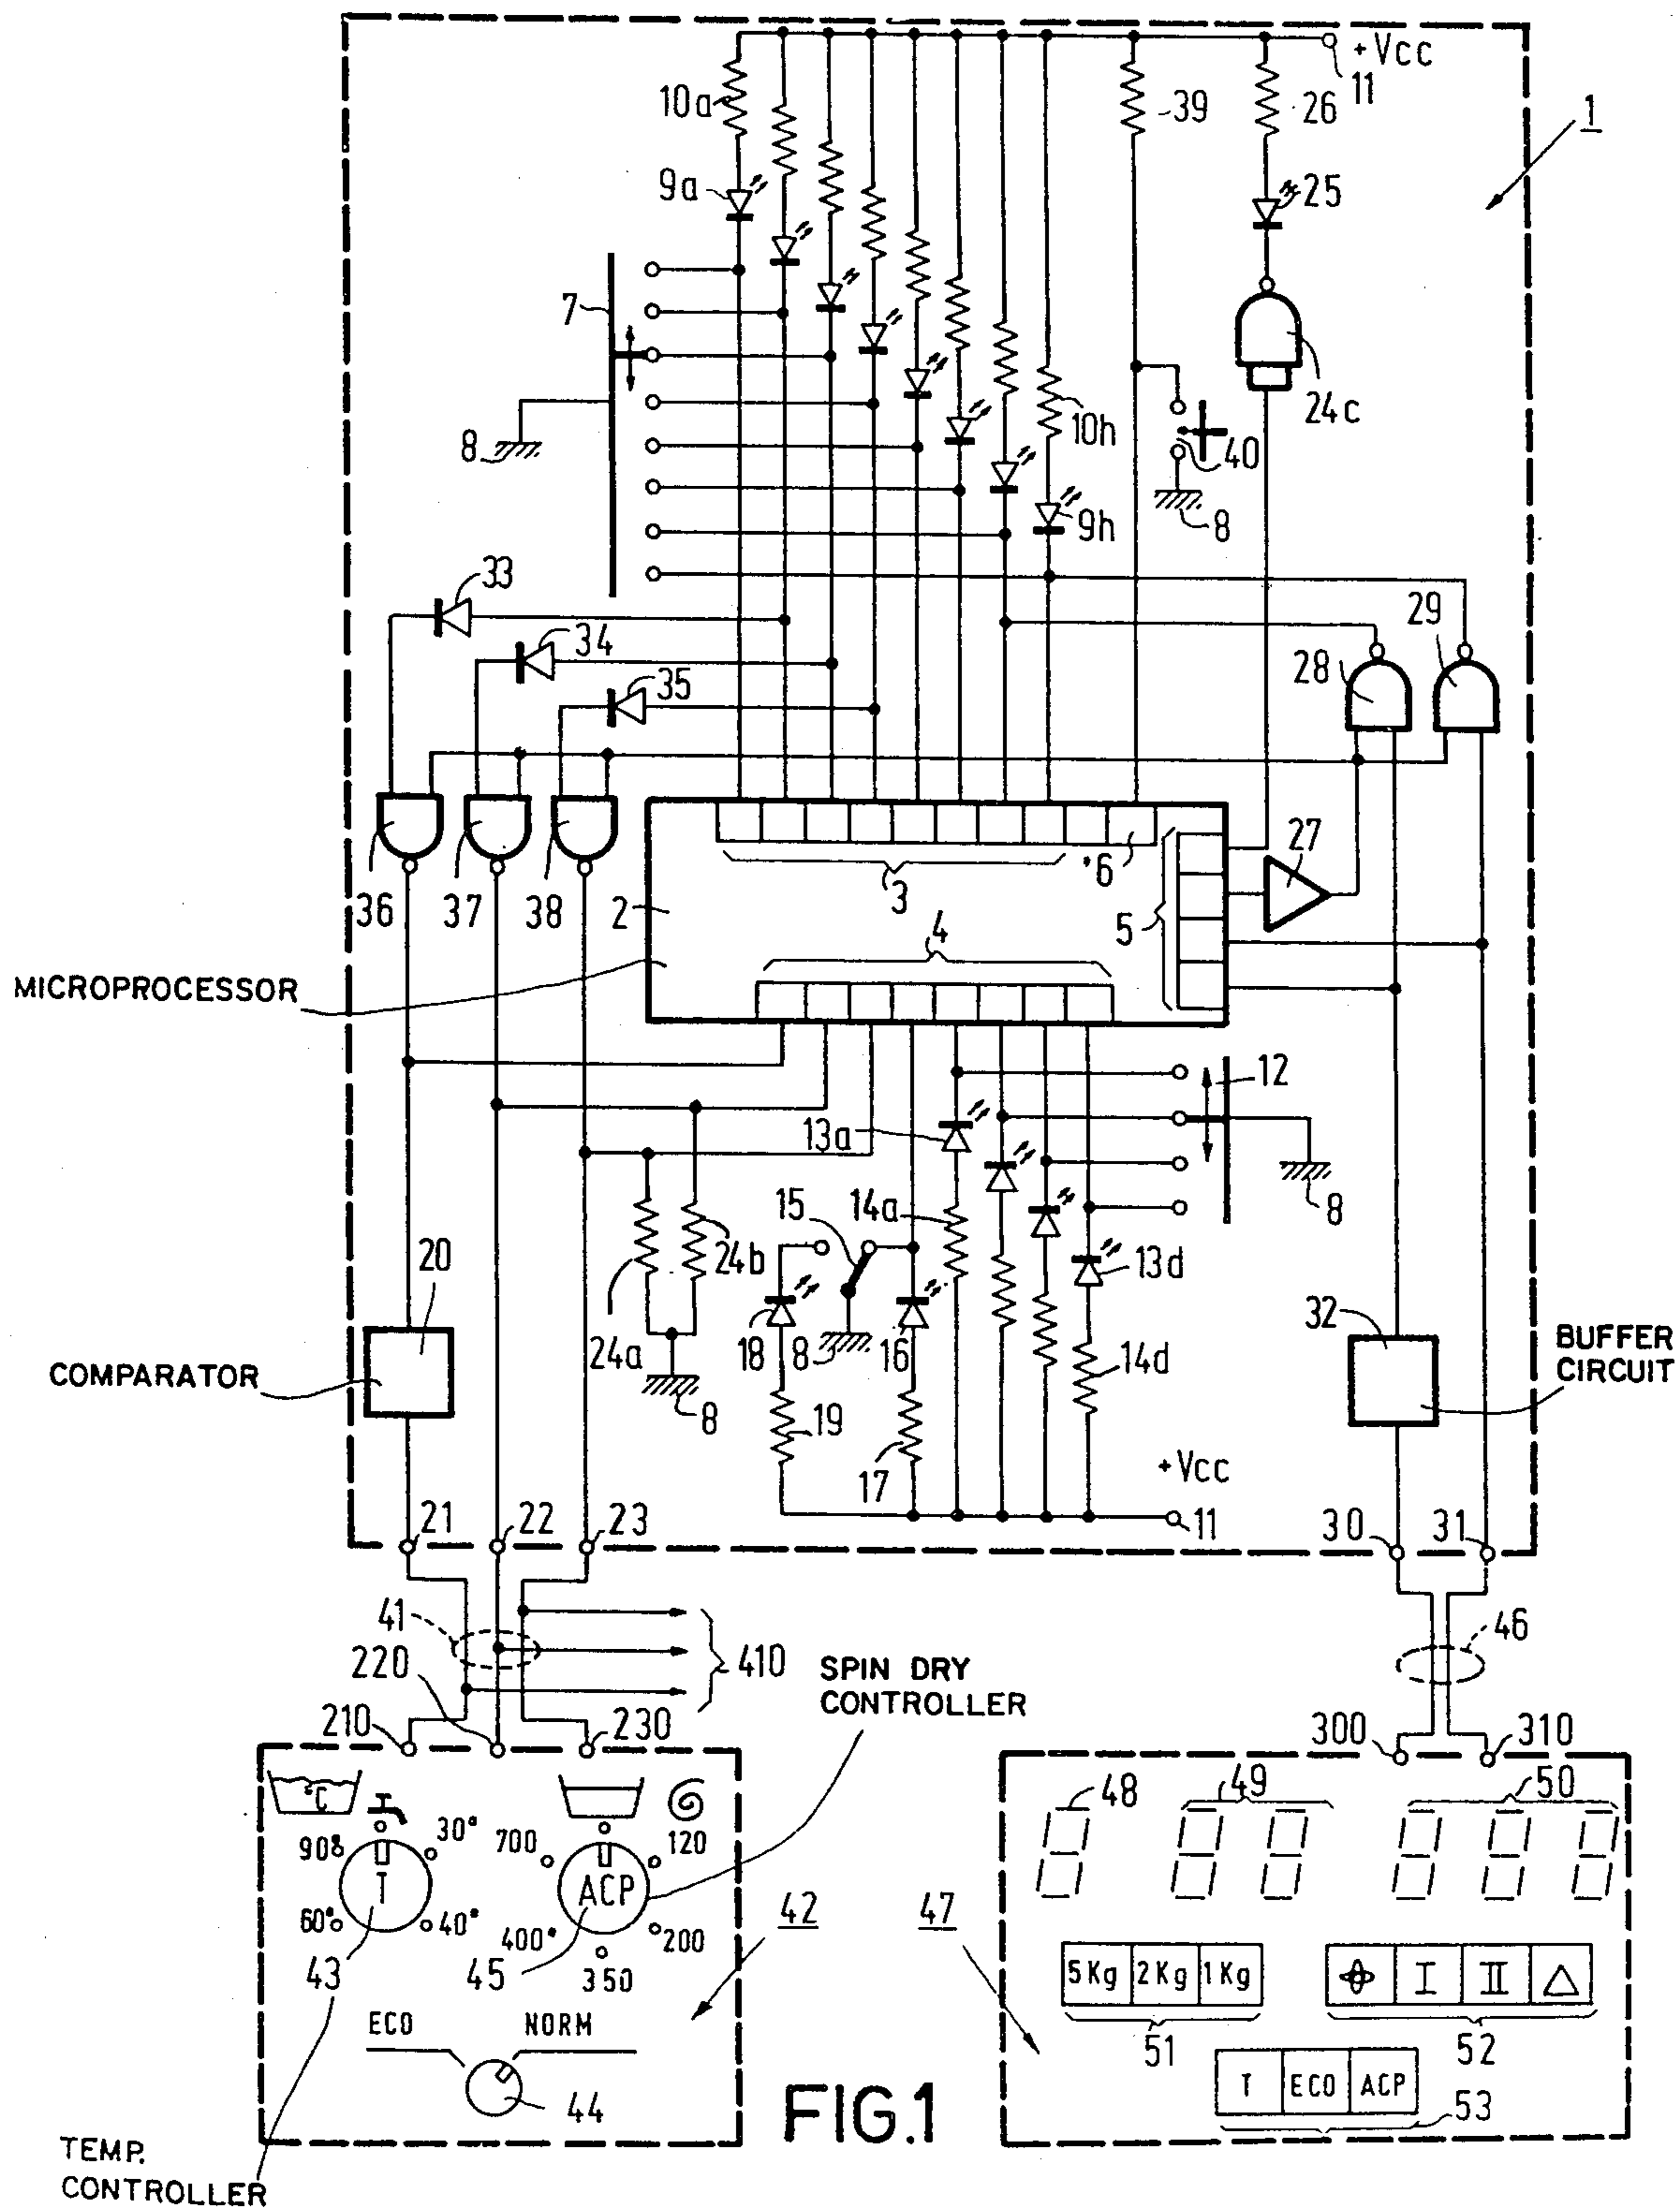 +Vcc
11
10a
39
26
1
9a
25
7
24c
10h
8
40
9h
8
33
29
34
28
35
36
37
38
2
3
6
27
4
5
MICROPROCESSOR
12
13a
8
15
14a
24b
13d
20
32
BUFFER
CIRCUIT
COMPARATOR
24a
18
8
16
14d
8
19
17
+Vcc
21
22
23
11
30
31
41
410
46
220
SPIN DRY
CONTROLLER
210
230
300
310
°C
48
49
50
90°
30°
700
120
T
ACP
60°
40°
400°
200
42
47
43
45
350
5Kg 2Kg 1Kg
I II △
ECO
NORM
51
52
44
T ECO ACP
53
FIG.1
TEMP.
CONTROLLER